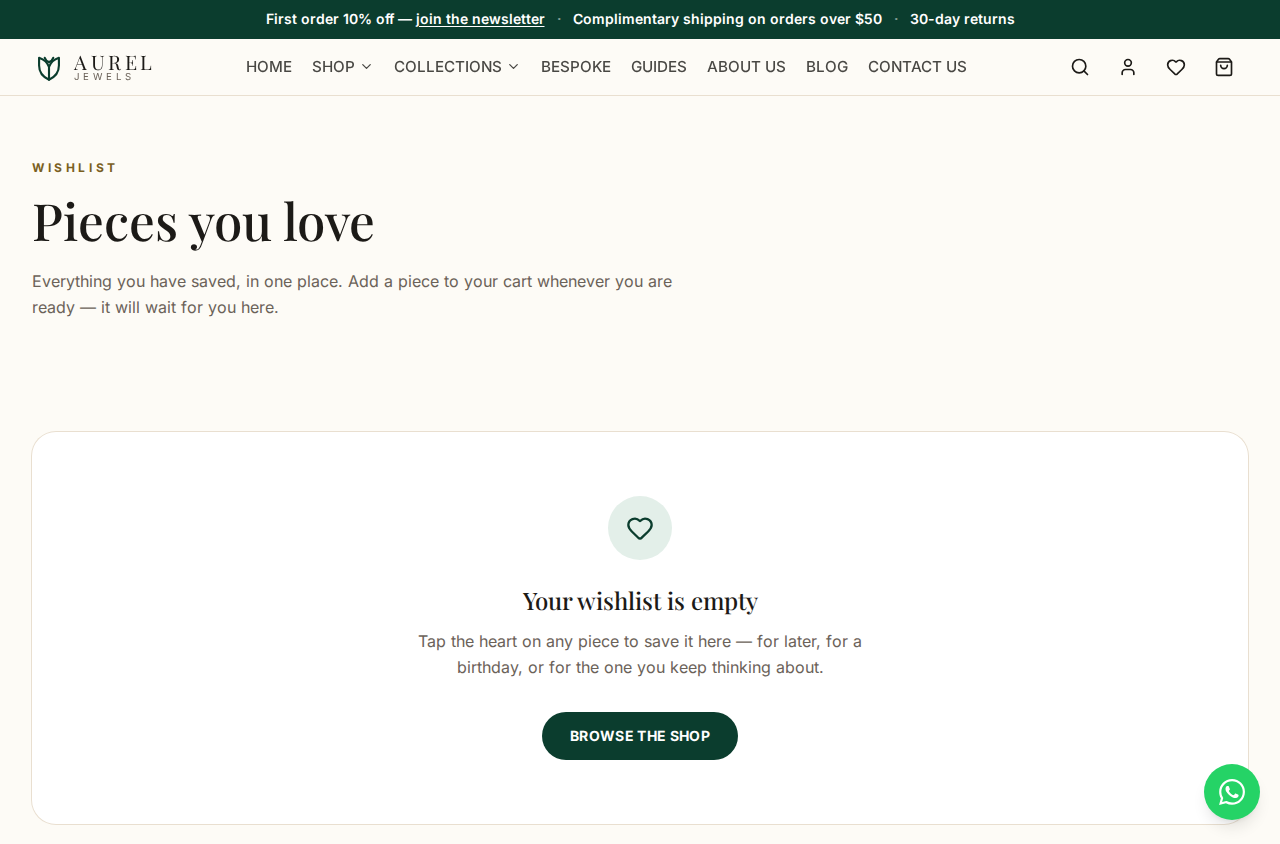 First order 10% off — join the newsletter · Complimentary shipping on orders over $50 · 30-day returns
AUREL
JEWELS
HOME SHOP COLLECTIONS BESPOKE GUIDES ABOUT US BLOG CONTACT US
WISHLIST
Pieces you love
Everything you have saved, in one place. Add a piece to your cart whenever you are
ready — it will wait for you here.
Your wishlist is empty
Tap the heart on any piece to save it here — for later, for a
birthday, or for the one you keep thinking about.
BROWSE THE SHOP